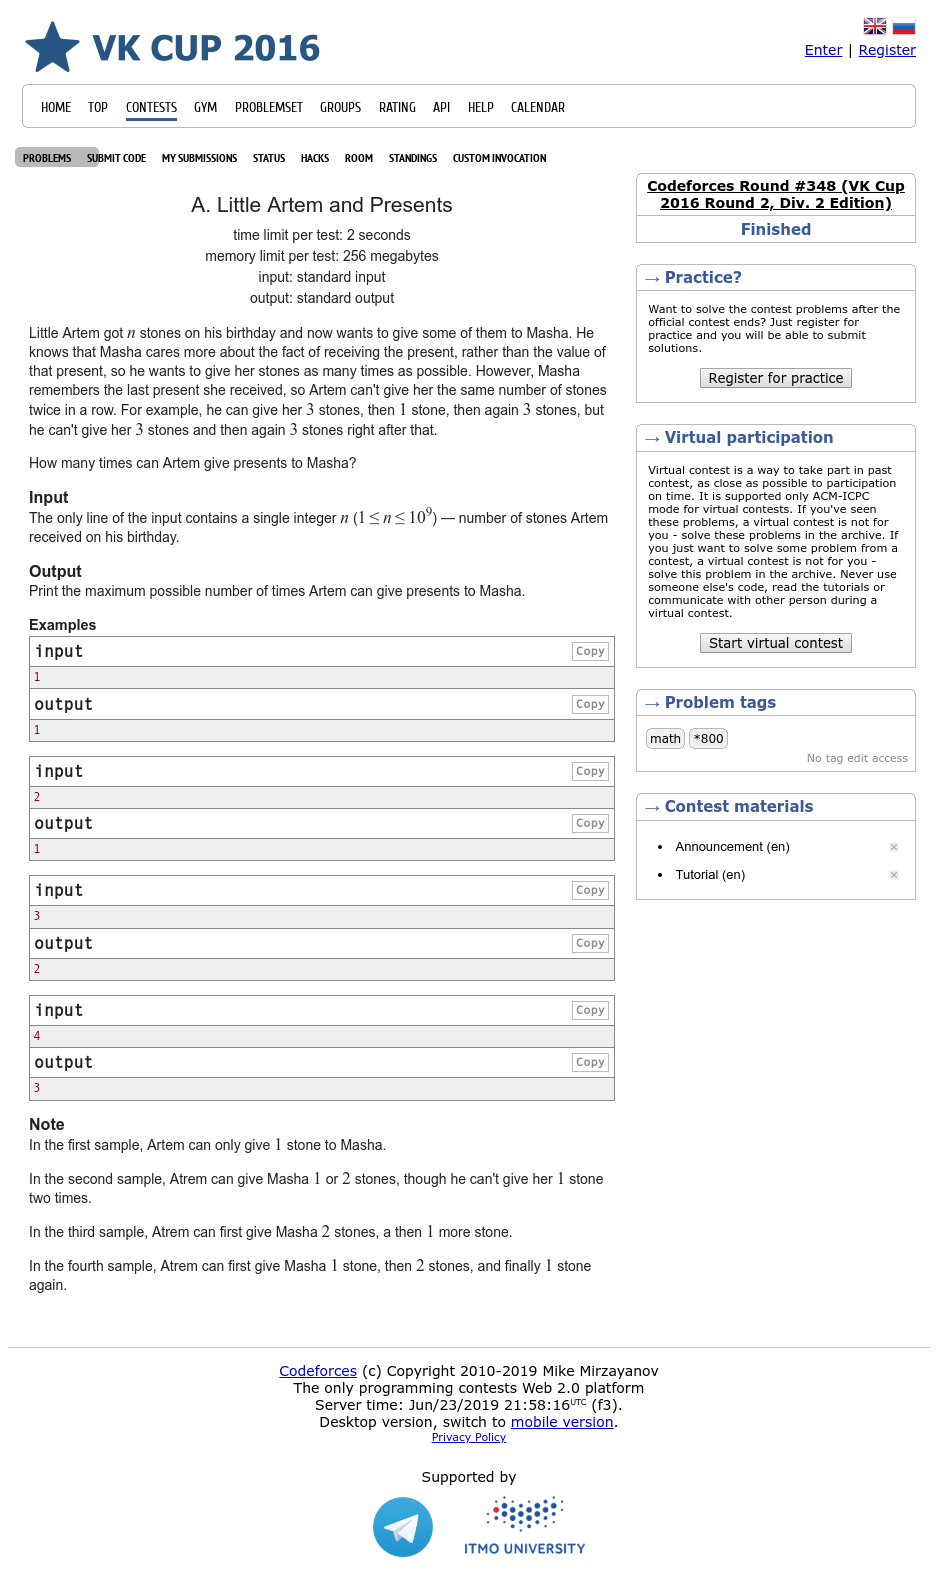 VK CUP 2016
Enter | Register
HOME TOP CONTESTS GYM PROBLEMSET GROUPS RATING API HELP CALENDAR
PROBLEMS SUBMIT CODE MY SUBMISSIONS STATUS HACKS ROOM STANDINGS CUSTOM INVOCATION
A. Little Artem and Presents
time limit per test: 2 seconds
memory limit per test: 256 megabytes
input: standard input
output: standard output
Little Artem got n stones on his birthday and now wants to give some of them to Masha. He
knows that Masha cares more about the fact of receiving the present, rather than the value of
that present, so he wants to give her stones as many times as possible. However, Masha
remembers the last present she received, so Artem can't give her the same number of stones
twice in a row. For example, he can give her 3 stones, then 1 stone, then again 3 stones, but
he can't give her 3 stones and then again 3 stones right after that.
How many times can Artem give presents to Masha?
Input
The only line of the input contains a single integer n (1 ≤ n ≤ 10⁹) — number of stones Artem
received on his birthday.
Output
Print the maximum possible number of times Artem can give presents to Masha.
Examples
input Copy
1
output Copy
1
input Copy
2
output Copy
1
input Copy
3
output Copy
2
input Copy
4
output Copy
3
Note
In the first sample, Artem can only give 1 stone to Masha.
In the second sample, Atrem can give Masha 1 or 2 stones, though he can't give her 1 stone
two times.
In the third sample, Atrem can first give Masha 2 stones, a then 1 more stone.
In the fourth sample, Atrem can first give Masha 1 stone, then 2 stones, and finally 1 stone
again.
Codeforces Round #348 (VK Cup
2016 Round 2, Div. 2 Edition)
Finished
→ Practice?
Want to solve the contest problems after the
official contest ends? Just register for
practice and you will be able to submit
solutions.
Register for practice
→ Virtual participation
Virtual contest is a way to take part in past
contest, as close as possible to participation
on time. It is supported only ACM-ICPC
mode for virtual contests. If you've seen
these problems, a virtual contest is not for
you - solve these problems in the archive. If
you just want to solve some problem from a
contest, a virtual contest is not for you -
solve this problem in the archive. Never use
someone else's code, read the tutorials or
communicate with other person during a
virtual contest.
Start virtual contest
→ Problem tags
math *800
No tag edit access
→ Contest materials
• Announcement (en)
• Tutorial (en)
Codeforces (c) Copyright 2010-2019 Mike Mirzayanov
The only programming contests Web 2.0 platform
Server time: Jun/23/2019 21:58:16 UTC (f3).
Desktop version, switch to mobile version.
Privacy Policy
Supported by
ITMO UNIVERSITY